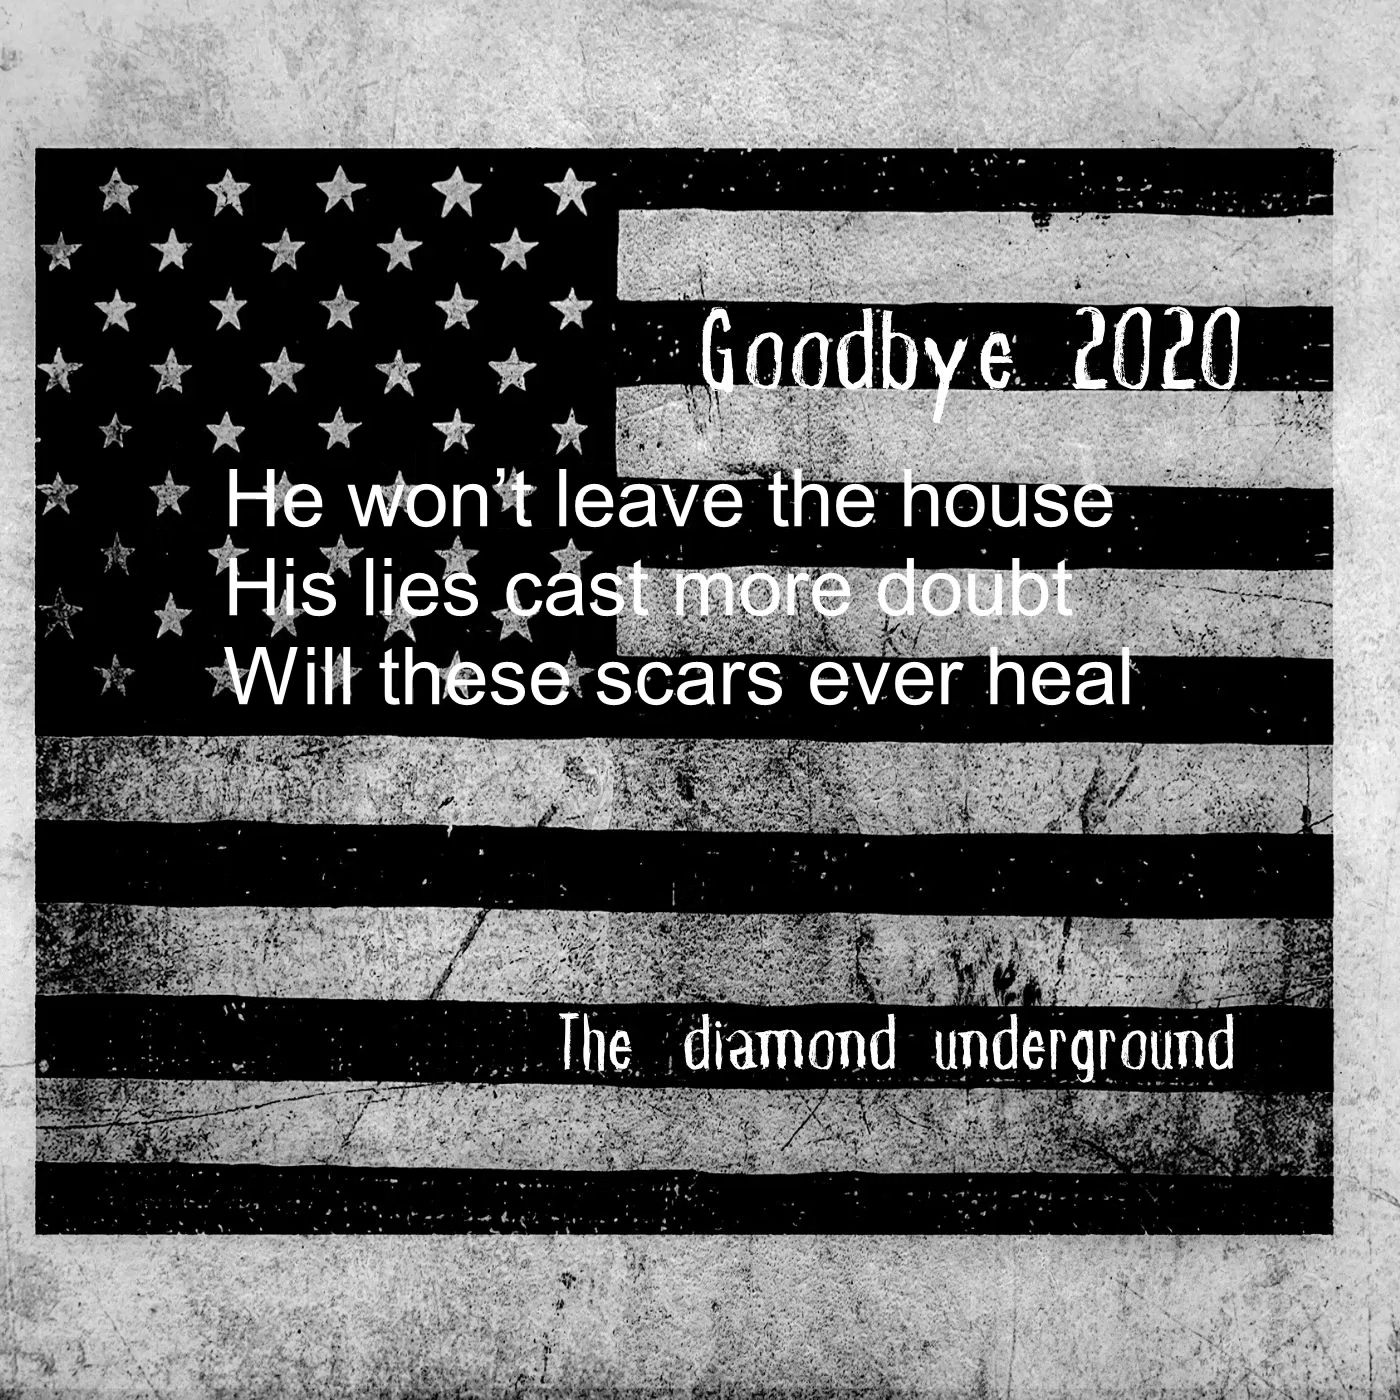 Goodbye 2020
He won’t leave the house
His lies cast more doubt
Will these scars ever heal
The diamond underground